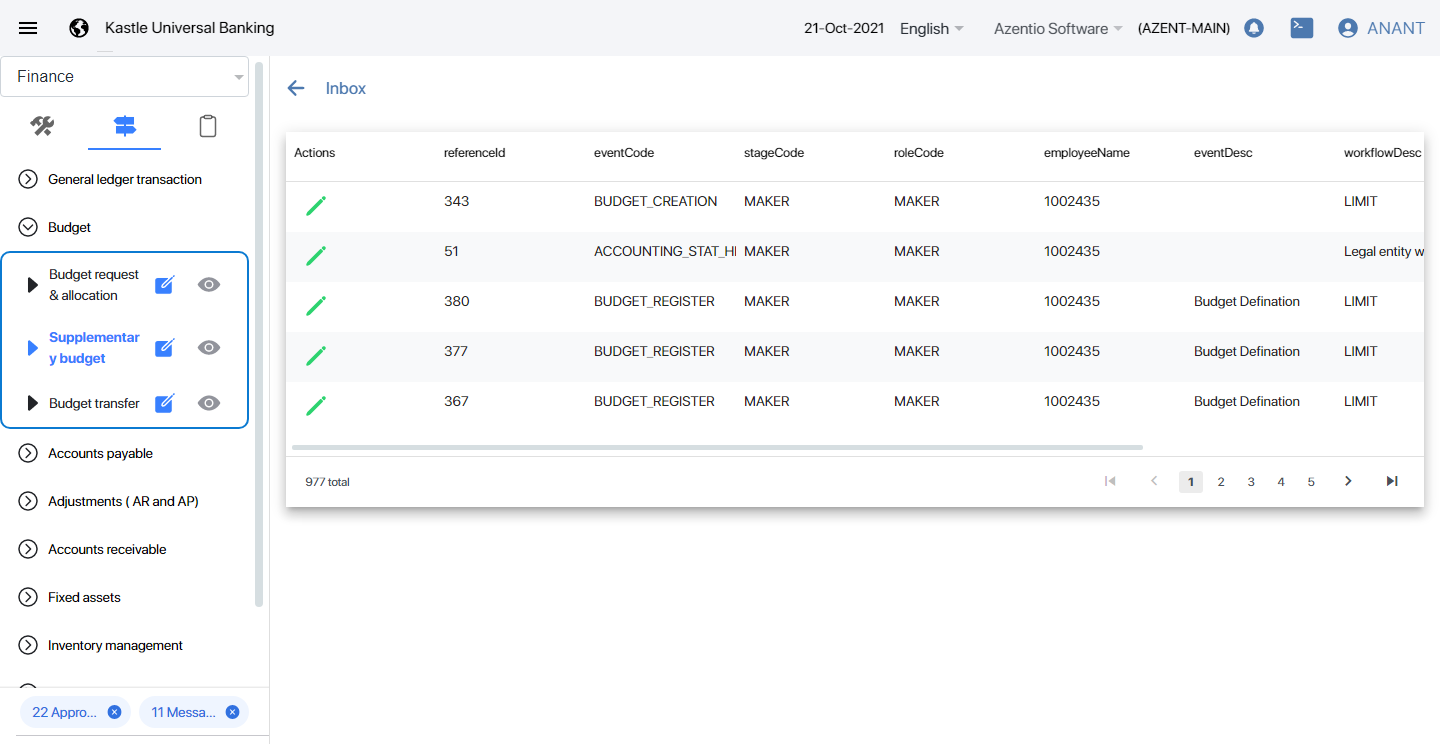 Kastle Universal Banking
21-Oct-2021 English Azentio Software (AZENT-MAIN) ANANT
Finance
General ledger transaction
Budget
Budget request
& allocation
Supplementar
y budget
Budget transfer
Accounts payable
Adjustments ( AR and AP)
Accounts receivable
Fixed assets
Inventory management
22 Appro...
11 Messa...
Inbox
Actions referenceId eventCode stageCode roleCode employeeName eventDesc workflowDesc
343 BUDGET_CREATION MAKER MAKER 1002435 LIMIT
51 ACCOUNTING_STAT_HI MAKER MAKER 1002435 Legal entity w
380 BUDGET_REGISTER MAKER MAKER 1002435 Budget Defination LIMIT
377 BUDGET_REGISTER MAKER MAKER 1002435 Budget Defination LIMIT
367 BUDGET_REGISTER MAKER MAKER 1002435 Budget Defination LIMIT
977 total
1 2 3 4 5